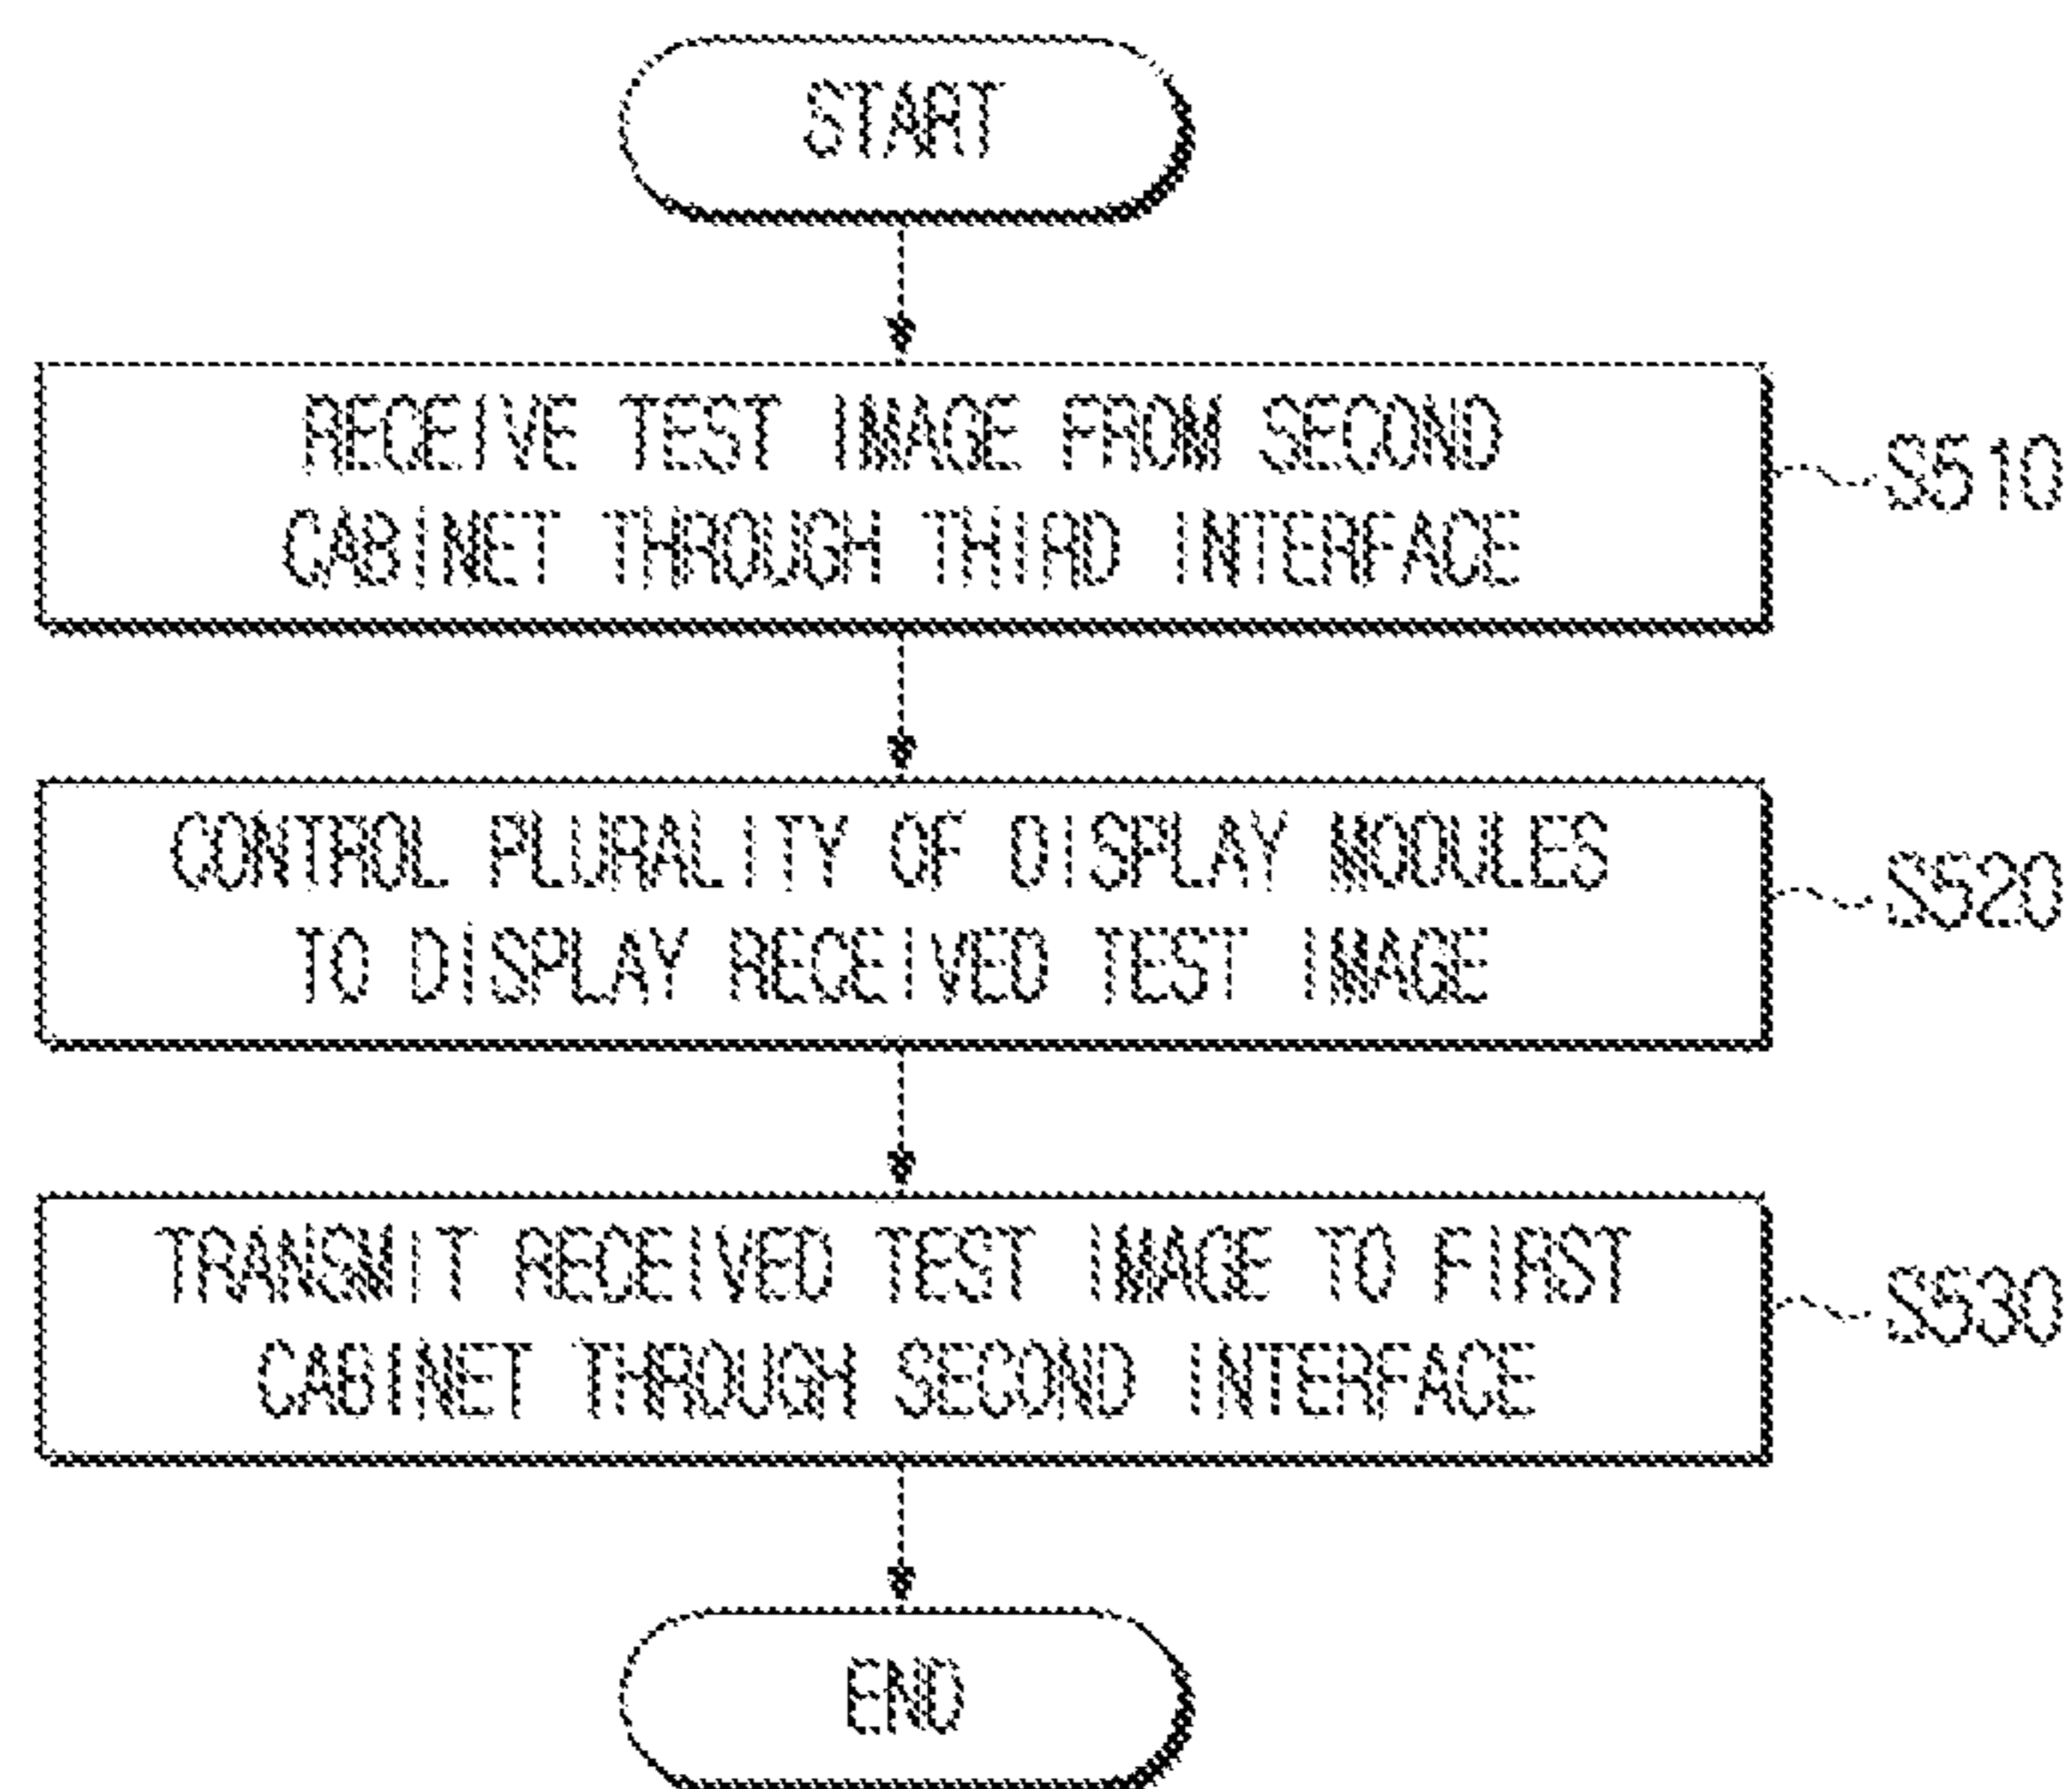 START
RECEIVE TEST IMAGE FROM SECOND
CABINET THROUGH THIRD INTERFACE
S510
CONTROL PLURALITY OF DISPLAY MODULES
TO DISPLAY RECEIVED TEST IMAGE
S520
TRANSMIT RECEIVED TEST IMAGE TO FIRST
CABINET THROUGH SECOND INTERFACE
S530
END